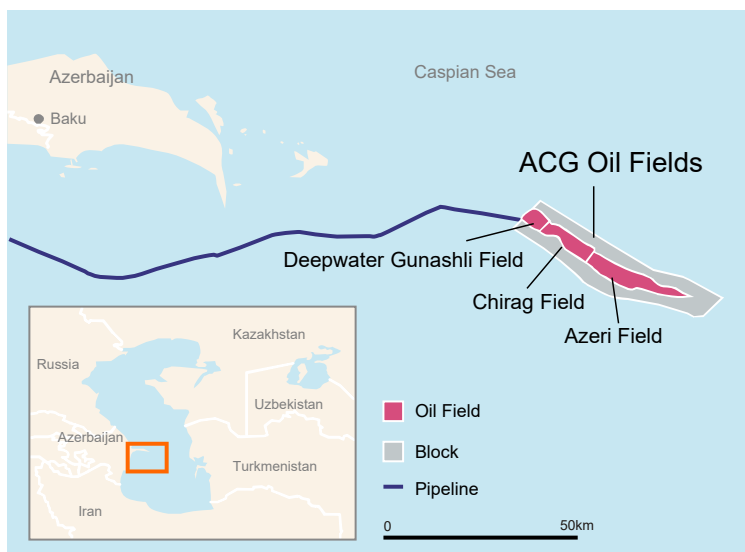 Azerbaijan
Caspian Sea
Baku
ACG Oil Fields
Deepwater Gunashli Field
Chirag Field
Azeri Field
Kazakhstan
Russia
Uzbekistan
Azerbaijan
Turkmenistan
Iran
Oil Field
Block
Pipeline
0 50km